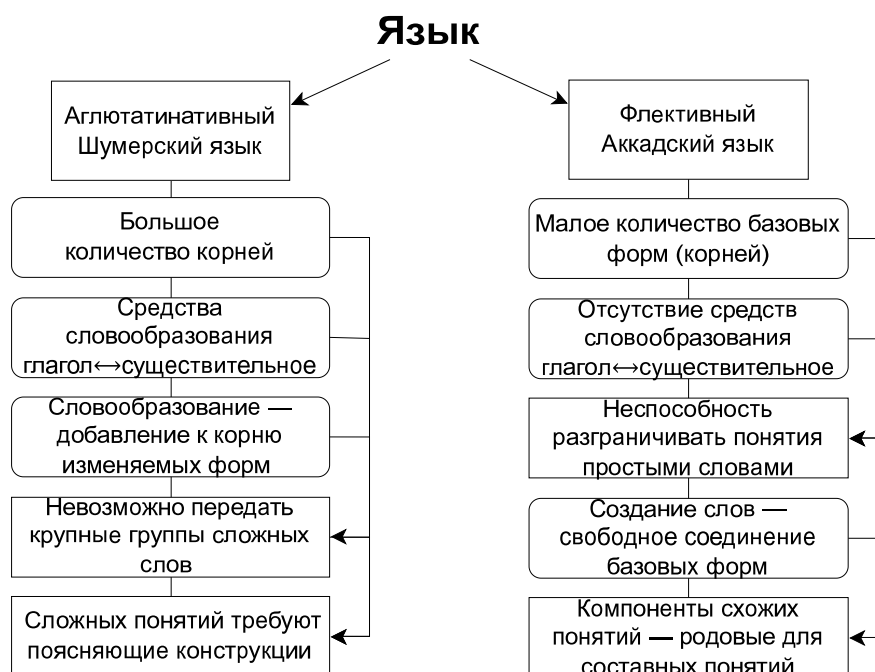 Язык
Аглютатинативный
Шумерский язык
Большое
количество корней
Средства
словообразования
глагол↔существительное
Словообразование —
добавление к корню
изменяемых форм
Невозможно передать
крупные группы сложных
слов
Сложных понятий требуют
поясняющие конструкции
Флективный
Аккадский язык
Малое количество базовых
форм (корней)
Отсутствие средств
словообразования
глагол↔существительное
Неспособность
разграничивать понятия
простыми словами
Создание слов —
свободное соединение
базовых форм
Компоненты схожих
понятий — родовые для
составных понятий